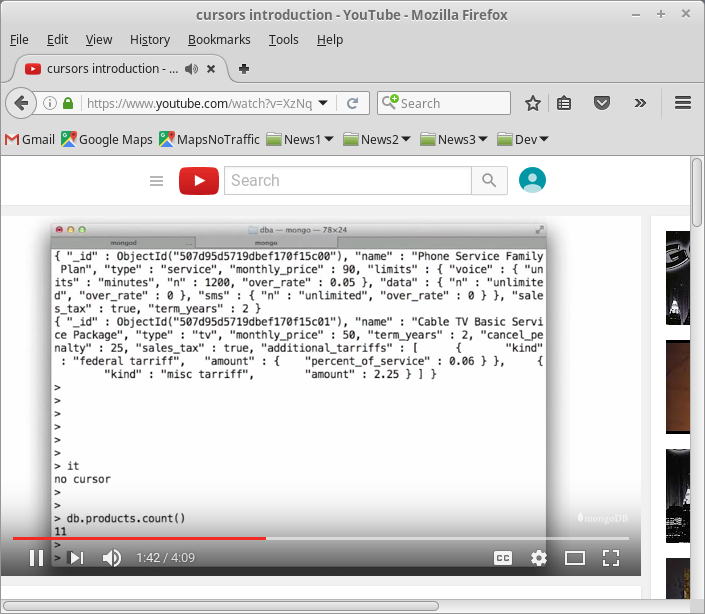 cursors introduction - YouTube - Mozilla Firefox
File Edit View History Bookmarks Tools Help
cursors introduction - ...
https://www.youtube.com/watch?v=XzNq
Search
Gmail Google Maps MapsNoTraffic News1 News2 News3 Dev
Search
dba — mongo — 78×24
mongod
mongo
{ "_id" : ObjectId("507d95d5719dbef170f15c00"), "name" : "Phone Service Family
Plan", "type" : "service", "monthly_price" : 90, "limits" : { "voice" : { "un
its" : "minutes", "n" : 1200, "over_rate" : 0.05 }, "data" : { "n" : "unlimite
d", "over_rate" : 0 }, "sms" : { "n" : "unlimited", "over_rate" : 0 } }, "sale
s_tax" : true, "term_years" : 2 }
{ "_id" : ObjectId("507d95d5719dbef170f15c01"), "name" : "Cable TV Basic Servi
ce Package", "type" : "tv", "monthly_price" : 50, "term_years" : 2, "cancel_pe
nalty" : 25, "sales_tax" : true, "additional_tarriffs" : [ { "kind"
: "federal tarriff", "amount" : { "percent_of_service" : 0.06 } }, {
"kind" : "misc tarriff", "amount" : 2.25 } ] }
>
>
>
>
>
>
> it
no cursor
>
>
> db.products.count()
11
>
>
mongoDB
1:42 / 4:09
CC